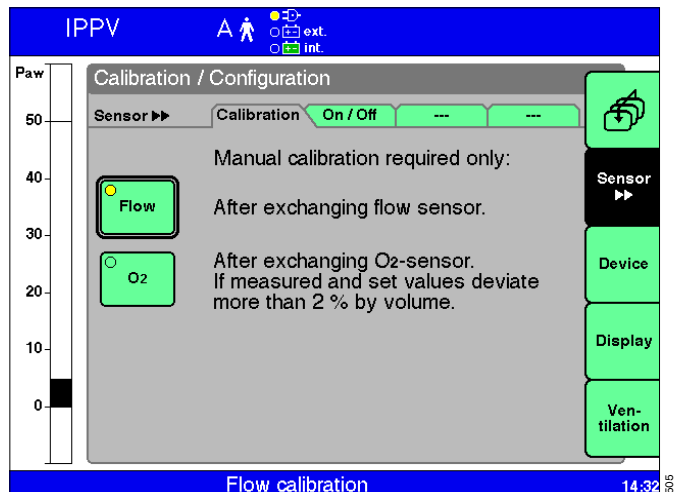 IPPV
A
ext.
int.
Paw
Calibration / Configuration
Sensor
Calibration
On / Off
---
---
50
40
30
20
10
0
Manual calibration required only:
Flow
After exchanging flow sensor.
O2
After exchanging O2-sensor.
If measured and set values deviate
more than 2 % by volume.
Sensor
Device
Display
Ven-
tilation
Flow calibration
14:32